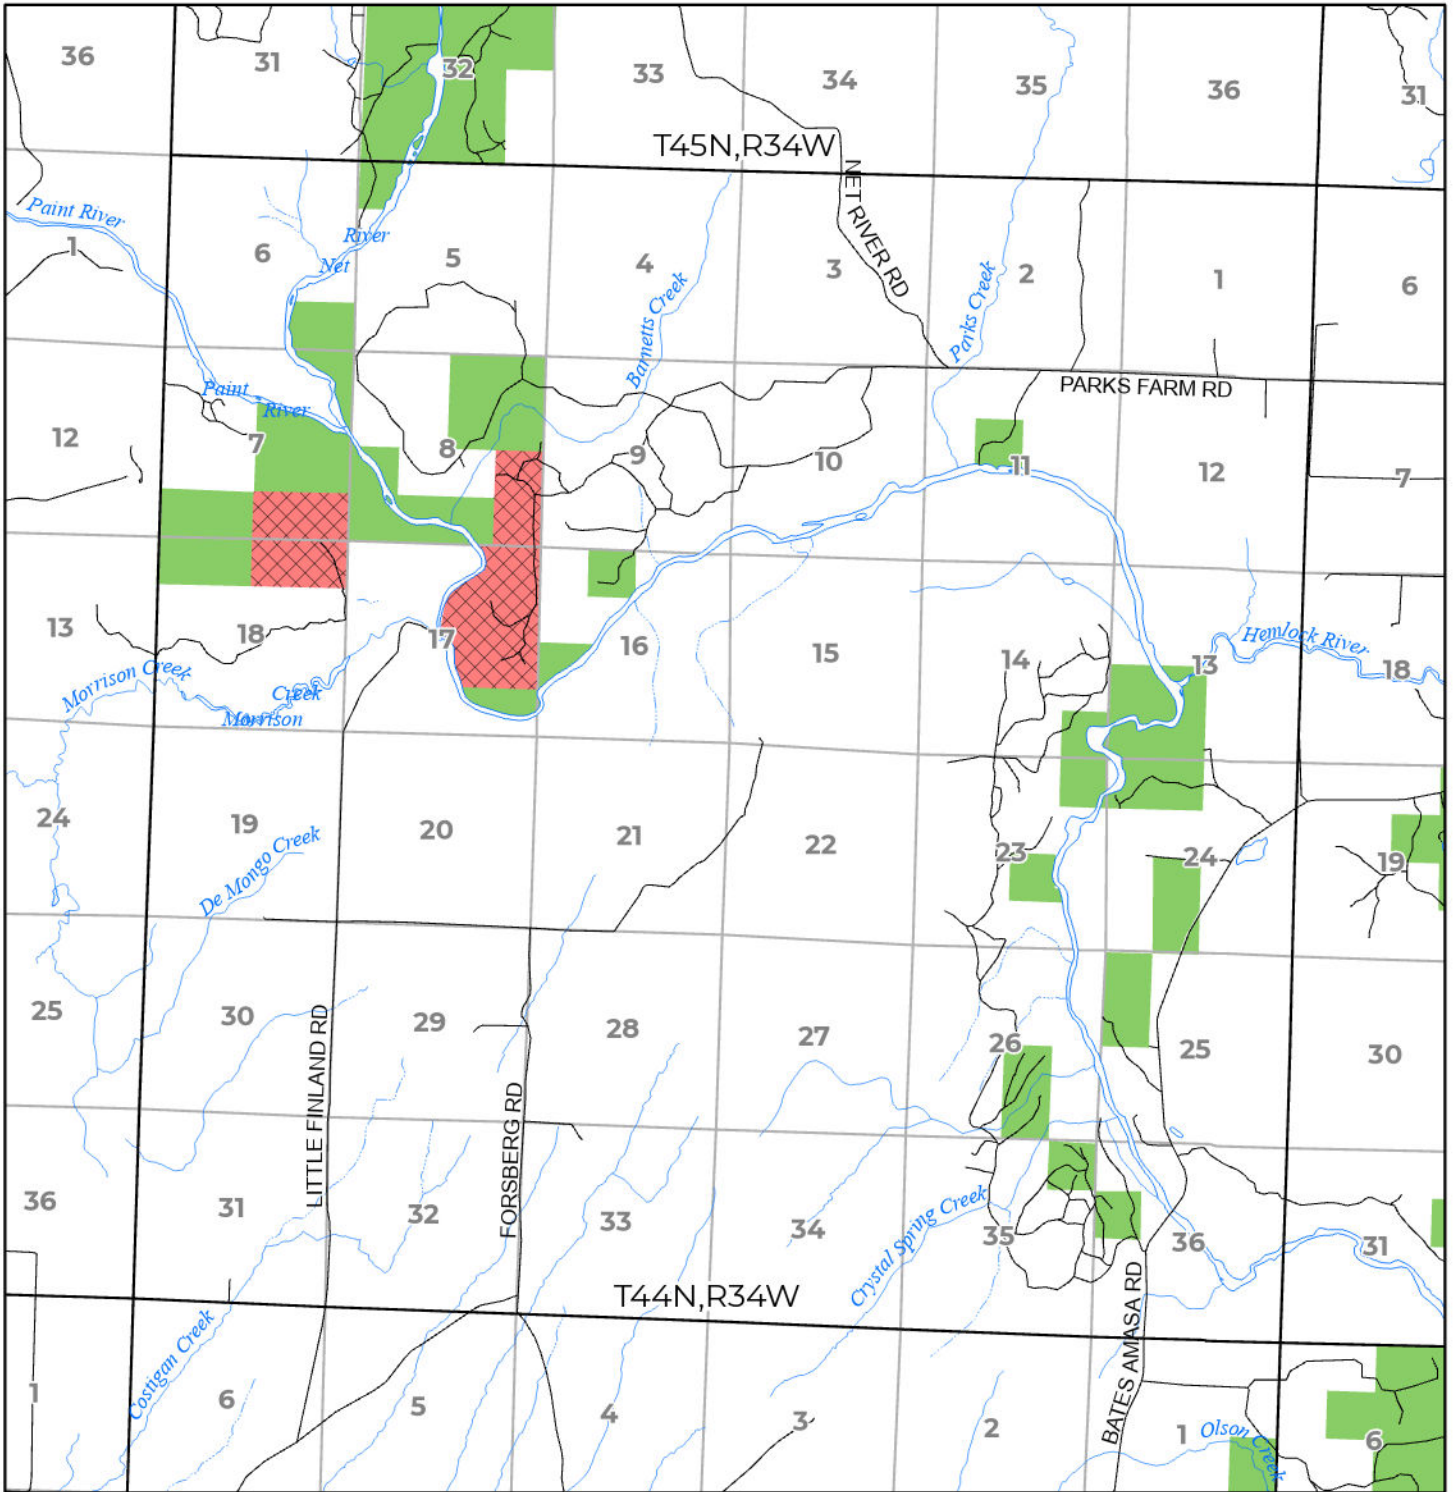 36 31 32 33 34 35 36 31
T45N,R34W
NET RIVER RD
Paint River
River
Net
1 6 5 4 3 2 1 6
Barnetts Creek
Parks Creek
PARKS FARM RD
Paint
River
12 7 8 9 10 11 12 7
13 18 17 16 15 14 13 18
Hemlock River
Morrison Creek
Creek
Morrison
24 19 20 21 22 23 24 19
De Mongo Creek
25 30 29 28 27 26 25 30
LITTLE FINLAND RD
FORSBERG RD
36 31 32 33 34 35 36 31
Crystal Spring Creek
T44N,R34W
BATES AMASA RD
Costigan Creek
1 6 5 4 3 2 1 6
Olson Creek